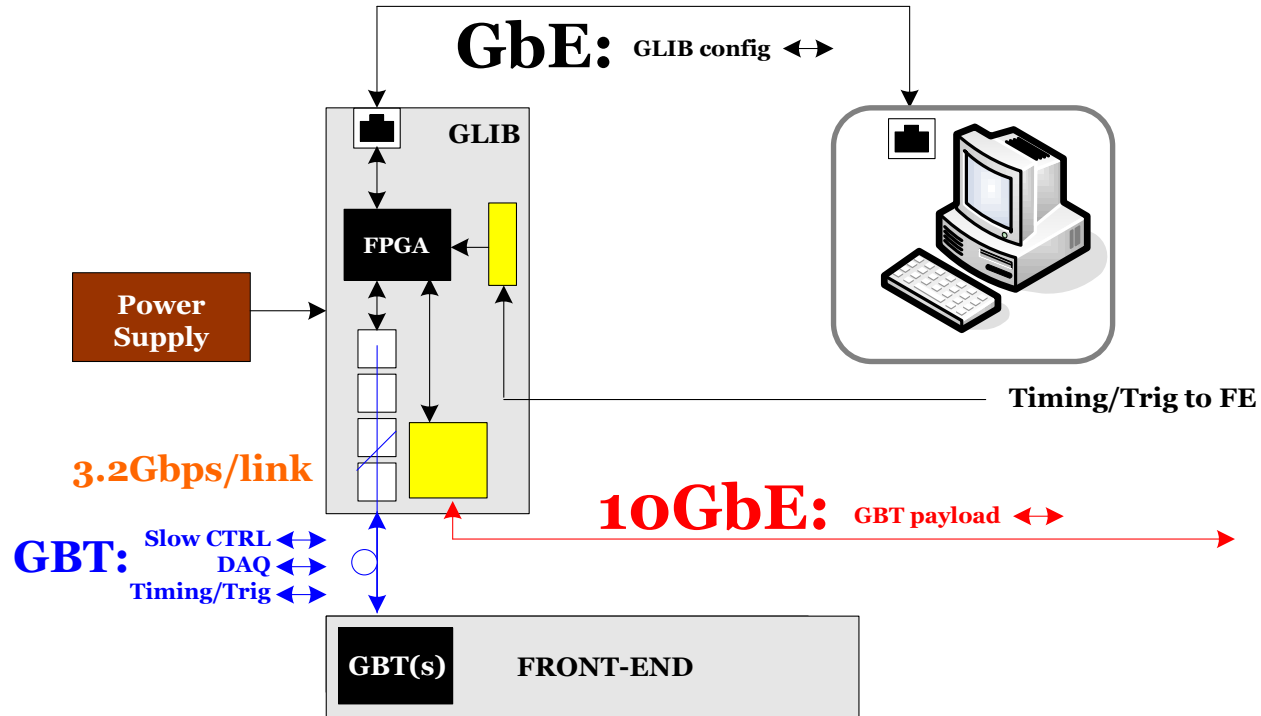 GbE: GLIB config
GLIB
FPGA
Power
Supply
Timing/Trig to FE
3.2Gbps/link
10GbE: GBT payload
GBT:
Slow CTRL
DAQ
Timing/Trig
GBT(s)
FRONT-END